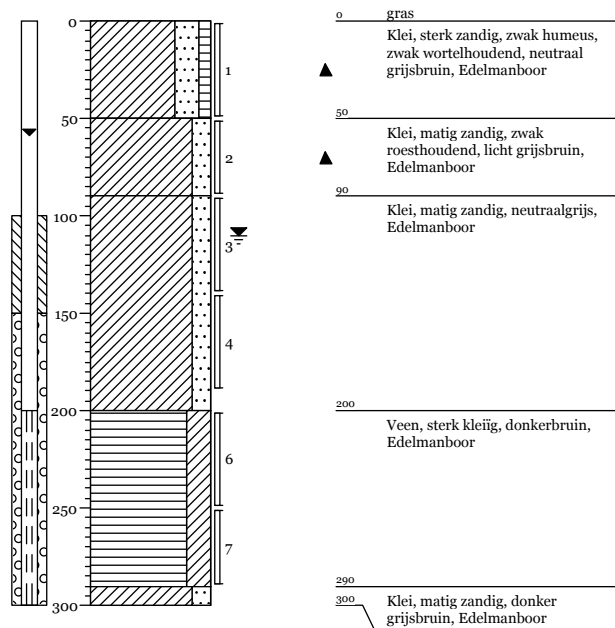 0
50
100
150
200
250
300
1
2
3
4
6
7
0
gras
Klei, sterk zandig, zwak humeus,
zwak wortelhoudend, neutraal
grijsbruin, Edelmanboor
50
Klei, matig zandig, zwak
roesthoudend, licht grijsbruin,
Edelmanboor
90
Klei, matig zandig, neutraalgrijs,
Edelmanboor
200
Veen, sterk kleiïg, donkerbruin,
Edelmanboor
290
Klei, matig zandig, donker
300
grijsbruin, Edelmanboor